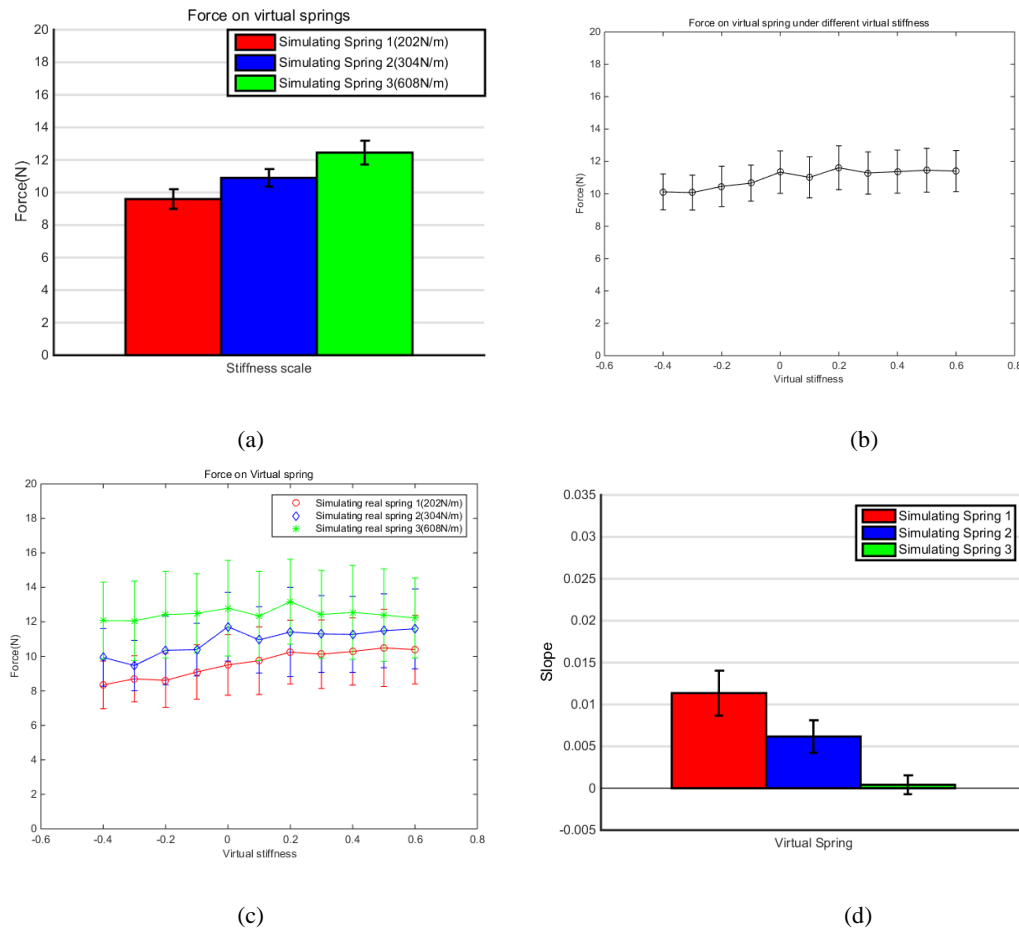 Force on virtual springs
20
18
16
14
12
10
8
6
4
2
0
Force(N)
Simulating Spring 1(202N/m)
Simulating Spring 2(304N/m)
Simulating Spring 3(608N/m)
Stiffness scale
(a)
Force on virtual spring under different virtual stiffness
20
18
16
14
12
10
8
6
4
2
0
Force(N)
-0.6 -0.4 -0.2 0 0.2 0.4 0.6 0.8
Virtual stiffness
(b)
Force on Virtual spring
20
18
16
14
12
10
8
6
4
2
0
Force(N)
Simulating real spring 1(202N/m)
Simulating real spring 2(304N/m)
Simulating real spring 3(608N/m)
-0.6 -0.4 -0.2 0 0.2 0.4 0.6 0.8
Virtual stiffness
(c)
0.035
0.03
0.025
0.02
0.015
0.01
0.005
0
-0.005
Slope
Simulating Spring 1
Simulating Spring 2
Simulating Spring 3
Virtual Spring
(d)